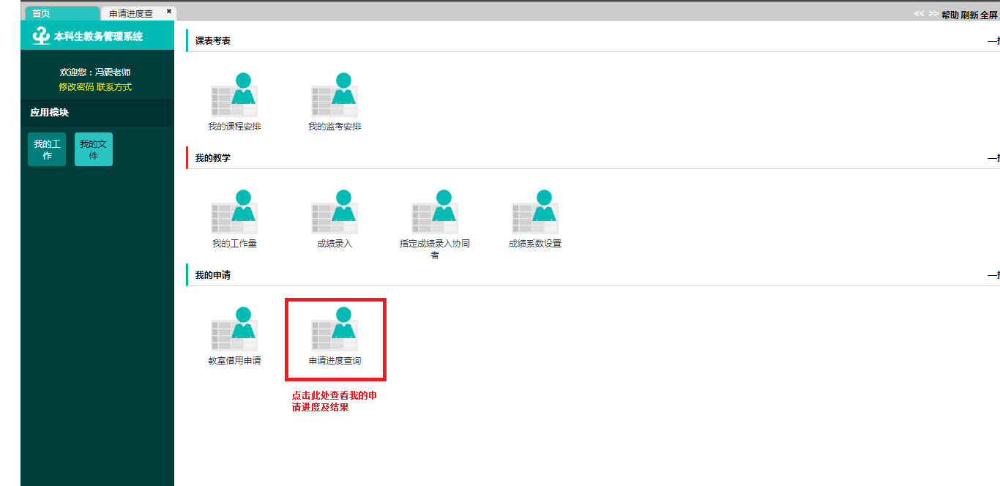 首页
申请进度查
<< >> 帮助 刷新 全屏
本科生教务管理系统
欢迎您：冯震老师
修改密码 联系方式
应用模块
我的工
作
我的文
件
课表考表
我的课程安排
我的监考安排
我的教学
我的工作量
成绩录入
指定成绩录入协同
者
成绩系数设置
我的申请
教室借用申请
申请进度查询
点击此处查看我的申
请进度及结果